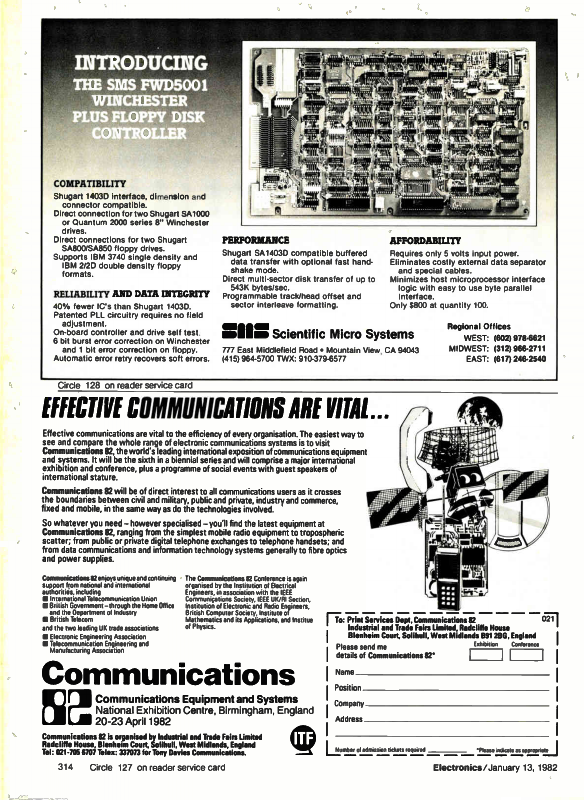 INTRODUCING
THE SMS FWD5001
WINCHESTER
PLUS FLOPPY DISK
CONTROLLER
COMPATIBILITY
Shugart 1403D interface, dimension and
connector compatible.
Direct connection for two Shugart SA1000
or Quantum 2000 series 8" Winchester
drives.
Direct connections for two Shugart
SA800/SA850 floppy drives.
Supports IBM 3740 single density and
IBM 2/2D double density floppy
formats.
RELIABILITY AND DATA INTEGRITY
40% fewer IC's than Shugart 1403D.
Patented PLL circuitry requires no field
adjustment.
On-board controller and drive self test.
6 bit burst error correction on Winchester
and 1 bit error correction on floppy.
Automatic error retry recovers soft errors.
PERFORMANCE
Shugart SA1403D compatible buffered
data transfer with optional fast hand-
shake mode.
Direct multi-sector disk transfer of up to
543K bytes/sec.
Programmable track/head offset and
sector interleave formatting.
AFFORDABILITY
Requires only 5 volts input power.
Eliminates costly external data separator
and special cables.
Minimizes host microprocessor interface
logic with easy to use byte parallel
interface.
Only $800 at quantity 100.
SMS Scientific Micro Systems
777 East Middlefield Road • Mountain View, CA 94043
(415) 964-5700 TWX: 910-379-6577
Regional Offices
WEST: (602) 978-6621
MIDWEST: (312) 966-2711
EAST: (617) 246-2540
Circle 128 on reader service card
EFFECTIVE COMMUNICATIONS ARE VITAL...
Effective communications are vital to the efficiency of every organisation. The easiest way to
see and compare the whole range of electronic communications systems is to visit
Communications 82, the world's leading international exposition of communications equipment
and systems. It will be the sixth in a biennial series and will comprise a major international
exhibition and conference, plus a programme of social events with guest speakers of
international stature.
Communications 82 will be of direct interest to all communications users as it crosses
the boundaries between civil and military, public and private, industry and commerce,
fixed and mobile, in the same way as do the technologies involved.
So whatever you need – however specialised – you'll find the latest equipment at
Communications 82, ranging from the simplest mobile radio equipment to tropospheric
scatter; from public or private digital telephone exchanges to telephone handsets; and
from data communications and information technology systems generally to fibre optics
and power supplies.
Communications 82 enjoys unique and continuing
support from national and international
authorities, including
■ International Telecommunication Union
■ British Government – through the Home Office
and the Department of Industry
■ British Telecom
and the two leading UK trade associations
■ Electronic Engineering Association
■ Telecommunication Engineering and
Manufacturing Association
The Communications 82 Conference is again
organised by the Institution of Electrical
Engineers, in association with the IEEE
Communications Society, IEEE UK/RI Section,
Institution of Electronic and Radio Engineers,
British Computer Society, Institute of
Mathematics and its Applications, and Institue
of Physics.
Communications
82 Communications Equipment and Systems
National Exhibition Centre, Birmingham, England
20-23 April 1982
Communications 82 is organised by Industrial and Trade Fairs Limited
Radcliffe House, Blenheim Court, Solihull, West Midlands, England
Tel: 021-705 6707 Telex: 337073 for Tony Davies Communications.
ITF
To: Print Services Dept, Communications 82 021
Industrial and Trade Fairs Limited, Radcliffe House
Blenheim Court, Solihull, West Midlands B91 2BG, England
Please send me
details of Communications 82*
Exhibition Conference
Name
Position
Company
Address
Number of admission tickets required *Please indicate as appropriate
314 Circle 127 on reader service card
Electronics/January 13, 1982